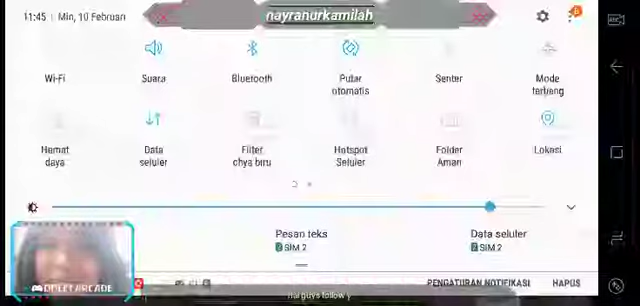 11:45 | Min, 10 Februari
nayranurkamilah
Wi-Fi
Suara
Bluetooth
Putar otomatis
Senter
Mode terbang
Hemat daya
Data seluler
Filter chya biru
Hotspot Seluler
Folder Aman
Lokasi
Pesan teks
SIM 2
Data seluler
SIM 2
PENGATURAN NOTIFIKASI
HAPUS
guys follow